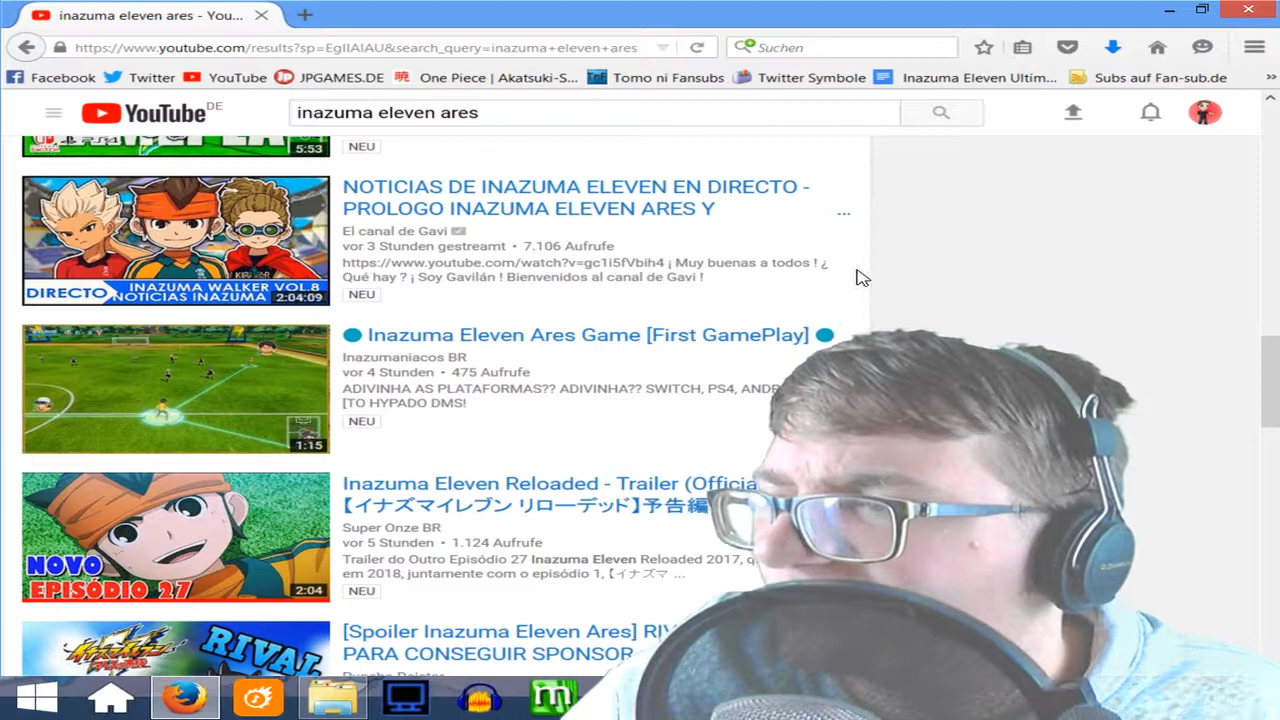 inazuma eleven ares - You...
https://www.youtube.com/results?sp=EgIIAIAU&search_query=inazuma+eleven+ares
Suchen
Facebook Twitter YouTube JPGAMES.DE One Piece | Akatsuki-S... Tomo ni Fansubs Twitter Symbole Inazuma Eleven Ultim... Subs auf Fan-sub.de
YouTube DE
inazuma eleven ares
5:53
NEU
NOTICIAS DE INAZUMA ELEVEN EN DIRECTO -
PROLOGO INAZUMA ELEVEN ARES Y ...
El canal de Gavi
vor 3 Stunden gestreamt • 7.106 Aufrufe
https://www.youtube.com/watch?v=gc1i5fVbih4 ¡ Muy buenas a todos ! ¿
Qué hay ? ¡ Soy Gavilán ! Bienvenidos al canal de Gavi !
NEU
DIRECTO INAZUMA WALKER VOL.8
NOTICIAS INAZUMA 2:04:09
Inazuma Eleven Ares Game [First GamePlay]
Inazumaniacos BR
vor 4 Stunden • 475 Aufrufe
ADIVINHA AS PLATAFORMAS?? ADIVINHA?? SWITCH, PS4,
[TO HYPADO DMS!
NEU
1:15
Inazuma Eleven Reloaded - Trailer (Officia
【イナズマイレブン リローデッド】予告編
Super Onze BR
vor 5 Stunden • 1.124 Aufrufe
Trailer do Outro Episódio 27 Inazuma Eleven Reloaded 2017, q
em 2018, juntamente com o episódio 1, 【イナズマ ...
NEU
NOVO
EPISÓDIO 27 2:04
[Spoiler Inazuma Eleven Ares]
PARA CONSEGUIR SPONSOR
RIVAL